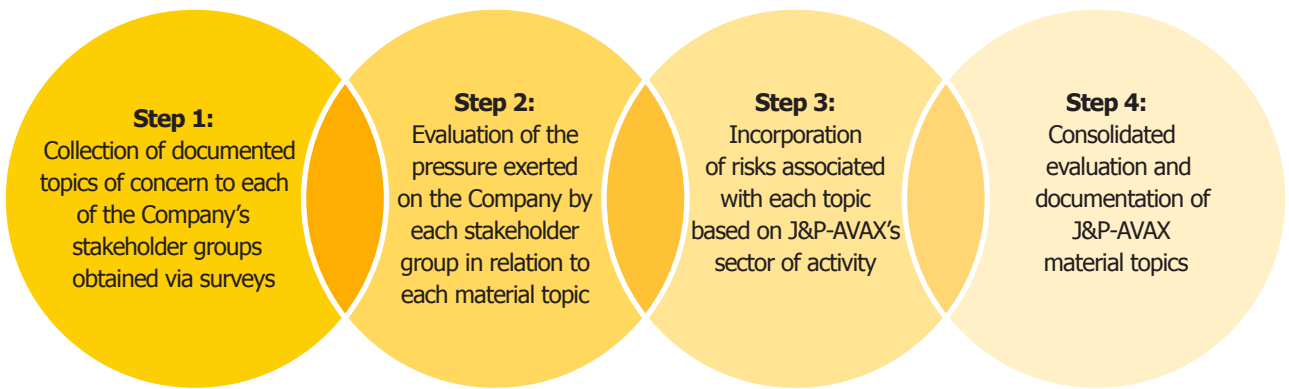 Step 1:
Collection of documented
topics of concern to each
of the Company’s
stakeholder groups
obtained via surveys
Step 2:
Evaluation of the
pressure exerted
on the Company by
each stakeholder
group in relation to
each material topic
Step 3:
Incorporation
of risks associated
with each topic
based on J&P-AVAX’s
sector of activity
Step 4:
Consolidated
evaluation and
documentation of
J&P-AVAX
material topics